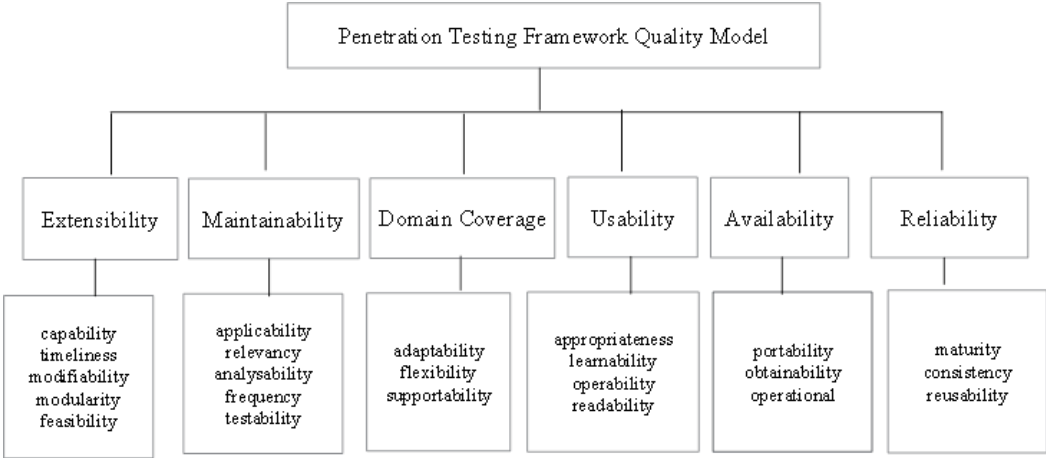 Penetration Testing Framework Quality Model
Extensibility
Maintainability
Domain Coverage
Usability
Availability
Reliability
capability
timeliness
modifiability
modularity
feasibility
applicability
relevancy
analysability
frequency
testability
adaptability
flexibility
supportability
appropriateness
learnability
operability
readability
portability
obtainability
operational
maturity
consistency
reusability